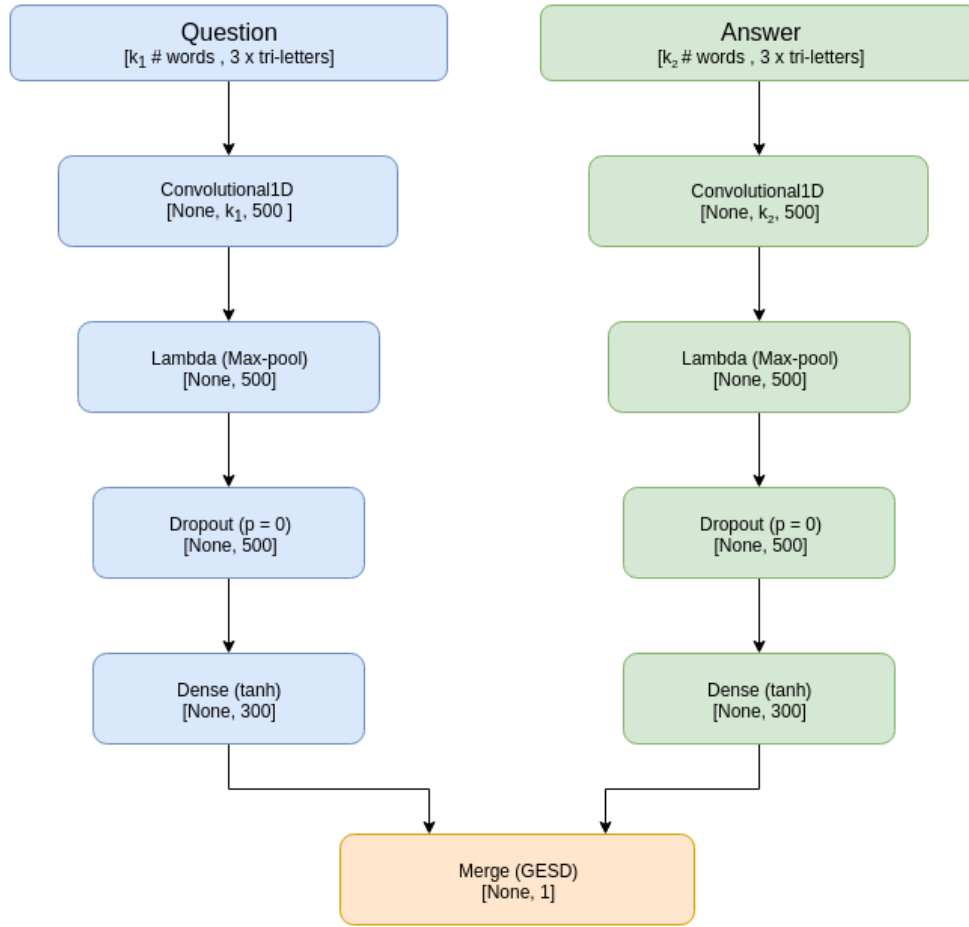 Question
[k₁ # words , 3 x tri-letters]
Answer
[k₂ # words , 3 x tri-letters]
Convolutional1D
[None, k₁, 500 ]
Convolutional1D
[None, k₂, 500]
Lambda (Max-pool)
[None, 500]
Lambda (Max-pool)
[None, 500]
Dropout (p = 0)
[None, 500]
Dropout (p = 0)
[None, 500]
Dense (tanh)
[None, 300]
Dense (tanh)
[None, 300]
Merge (GESD)
[None, 1]